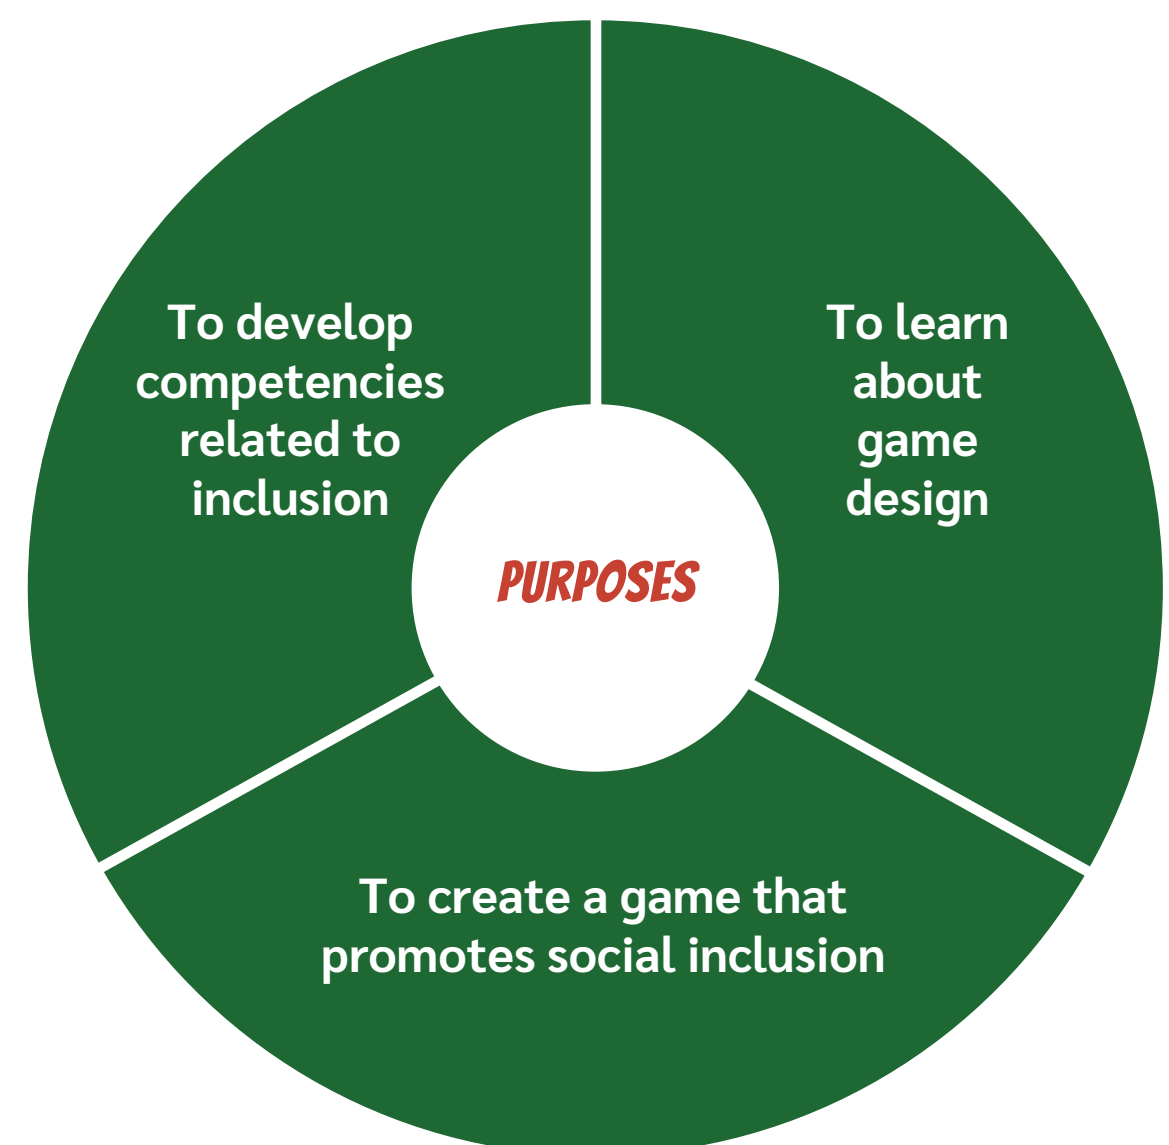 To develop
competencies
related to
inclusion
To learn
about
game
design
PURPOSES
To create a game that
promotes social inclusion